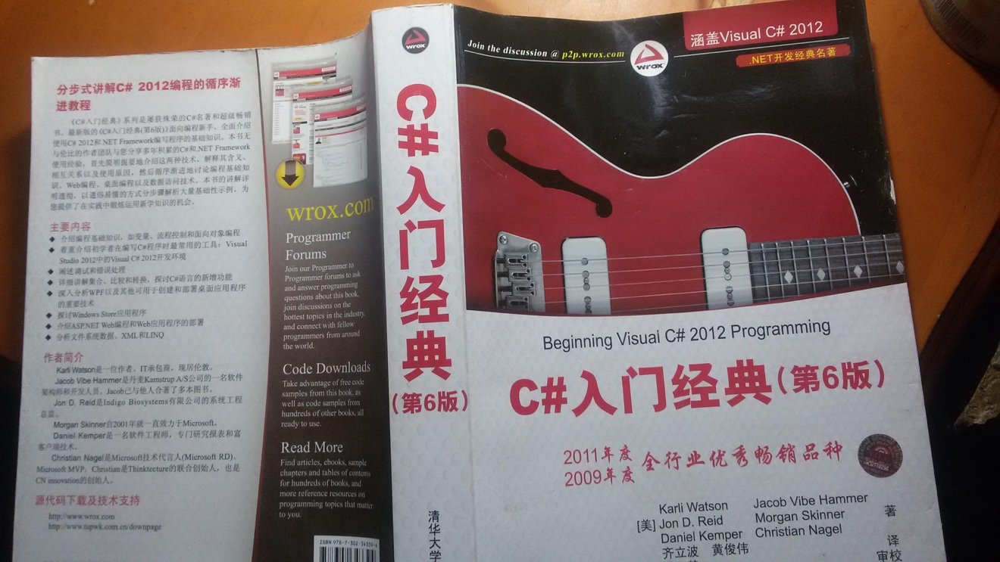 分步式讲解C# 2012编程的循序渐
进教程
《C#入门经典》系列是屡获殊荣的C#名著和超级畅销
书。最新版的《C#入门经典(第6版)》面向编程新手，全面介绍
使用C# 2012和.NET Framework编写程序的基础知识。本书无
与伦比的作者团队与您分享多年积累的C#和.NET Framework
使用经验，首先简明扼要地介绍这两种技术，解释其含义、
相互关系以及使用原因，然后循序渐进地讨论编程基础知
识、Web编程、桌面编程以及数据访问技术。本书的讲解详
明透彻，以通俗易懂的方式分步骤解析大量基础性示例，为
您提供了在实践中锻炼运用新学知识的机会。
主要内容
◆ 介绍编程基础知识，如变量、流程控制和面向对象编程
◆ 着重介绍初学者在编写C#程序时最常用的工具：Visual
Studio 2012中的Visual C# 2012开发环境
◆ 阐述调试和错误处理
◆ 详细讲解集合、比较和转换，探讨C#语言的新增功能
◆ 深入分析WPF以及其他可用于创建和部署桌面应用程序
的重要技术
◆ 探讨Windows Store应用程序
◆ 介绍ASP.NET Web编程和Web应用程序的部署
◆ 分析文件系统数据、XML和LINQ
作者简介
Karli Watson是一位作者、IT承包商，现居伦敦。
Jacob Vibe Hammer是丹麦Kamstrup A/S公司的一名软件
架构师和开发人员。Jacob已与他人合著了多本图书。
Jon D. Reid是Indigo Biosystems有限公司的系统工程
总监。
Morgan Skinner自2001年就一直效力于Microsoft。
Daniel Kemper是一名软件工程师，专门研究报表和富
客户端技术。
Christian Nagel是Microsoft技术代言人(Microsoft RD)、
Microsoft MVP；Christian是Thinktecture的联合创始人，也是
CN innovation的创始人。
源代码下载及技术支持
http://www.wrox.com
http://www.tupwk.com.cn/downpage
wrox.com
Programmer
Forums
Join our Programmer to
Programmer forums to ask
and answer programming
questions about this book,
join discussions on the
hottest topics in the industry,
and connect with fellow
programmers from around
the world.
Code Downloads
Take advantage of free code
samples from this book, as
well as code samples from
hundreds of other books, all
ready to use.
Read More
Find articles, ebooks, sample
chapters and tables of contents
for hundreds of books, and
more reference resources on
programming topics that matter
to you.
wrox
C#入门经典
(第6版)
清华大学
Join the discussion @ p2p.wrox.com
wrox
涵盖Visual C# 2012
.NET开发经典名著
Beginning Visual C# 2012 Programming
C#入门经典(第6版)
2011年度
2009年度
全行业优秀畅销品种
Karli Watson Jacob Vibe Hammer
[美] Jon D. Reid Morgan Skinner 著
Daniel Kemper Christian Nagel
齐立波 黄俊伟 译
审校